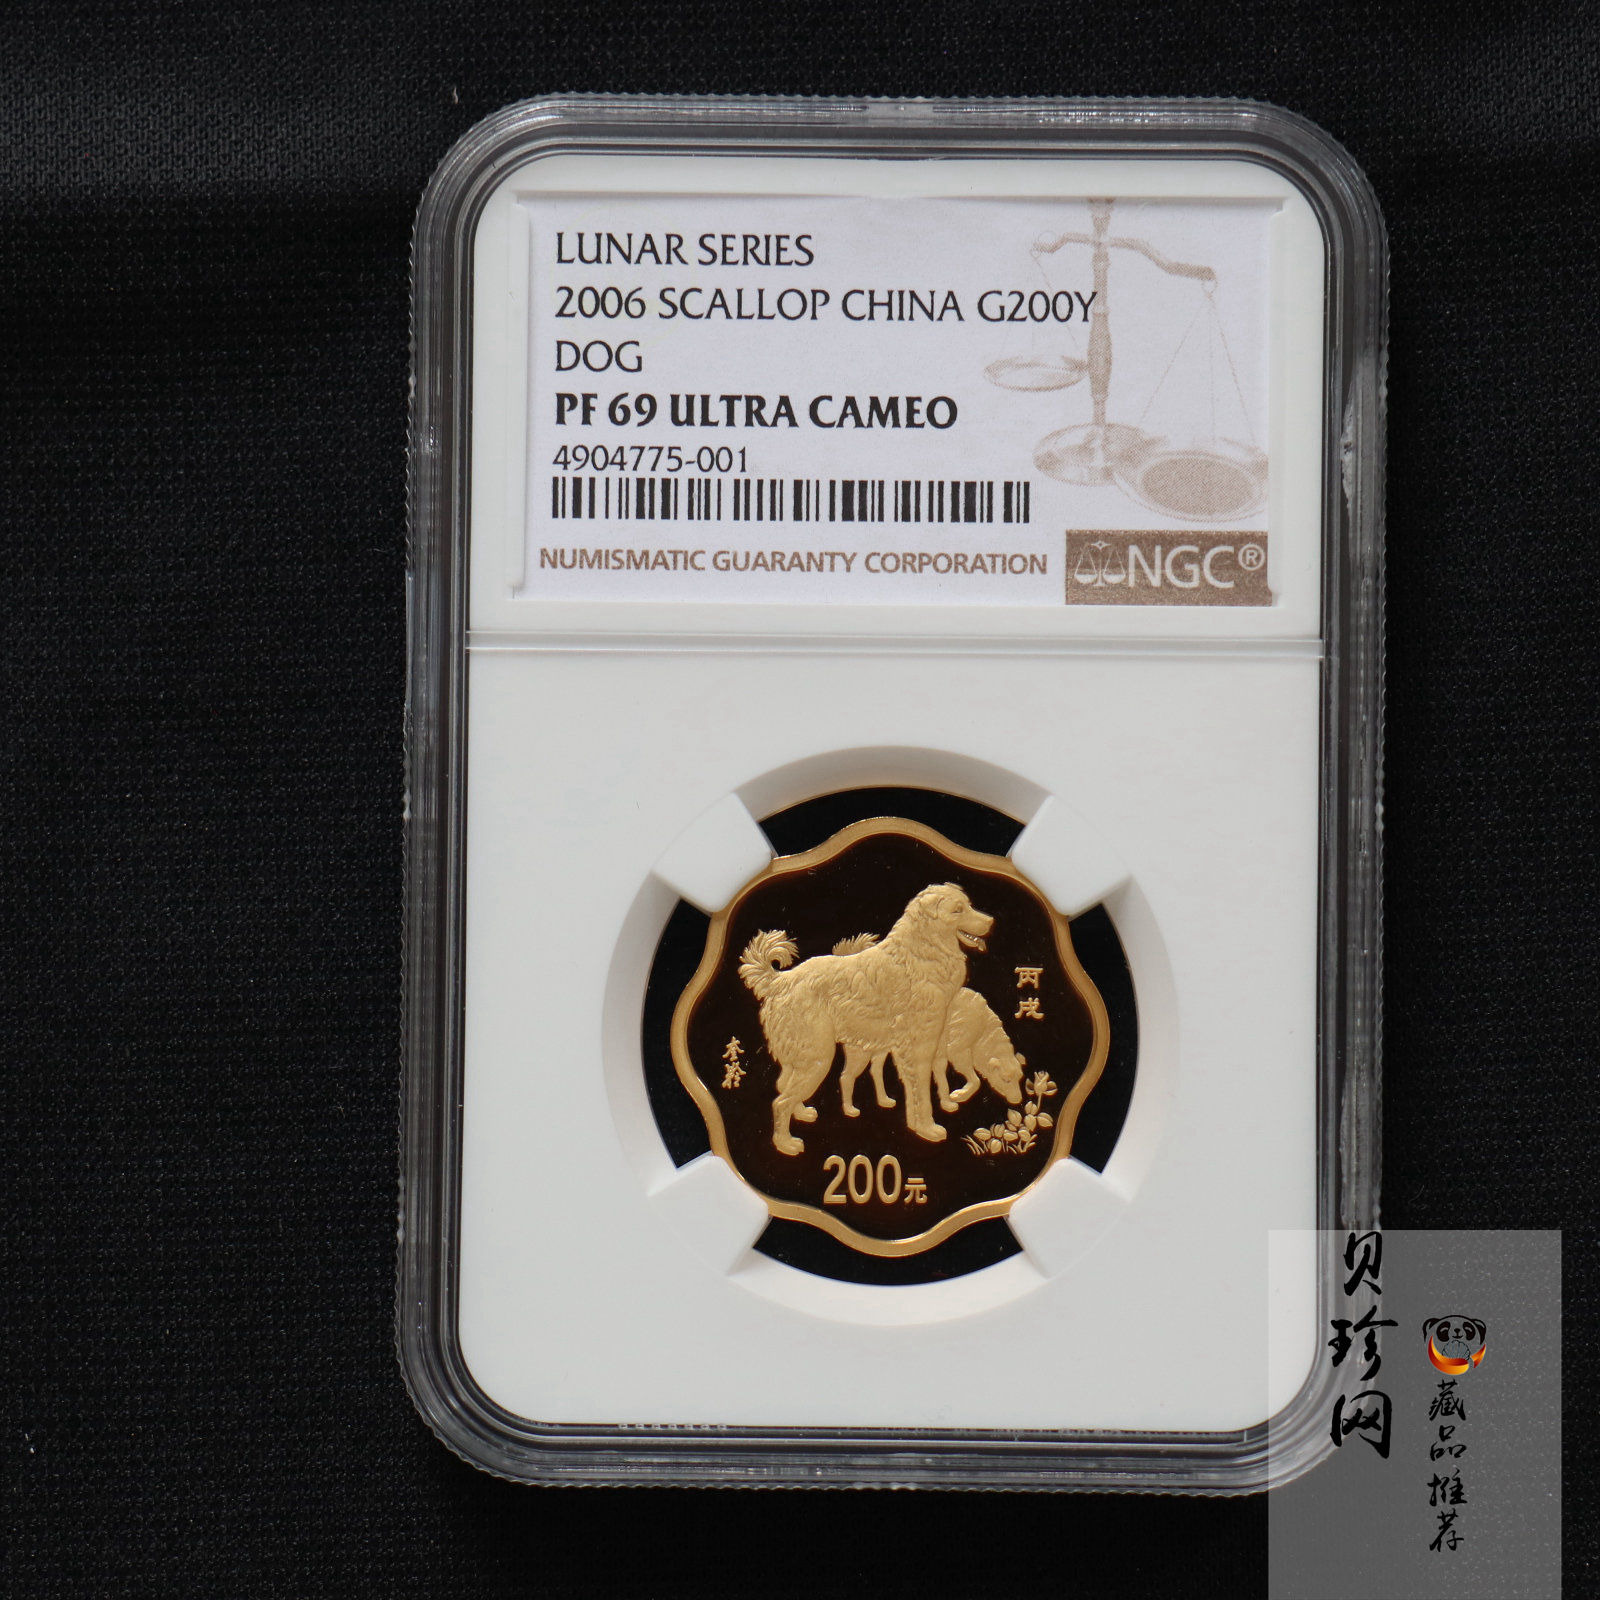 LUNAR SERIES
2006 SCALLOP CHINA G200Y
DOG
PF 69 ULTRA CAMEO
4904775-001
NUMISMATIC GUARANTY CORPORATION
NGC®
丙戌
200元
贝珍网
藏品推荐